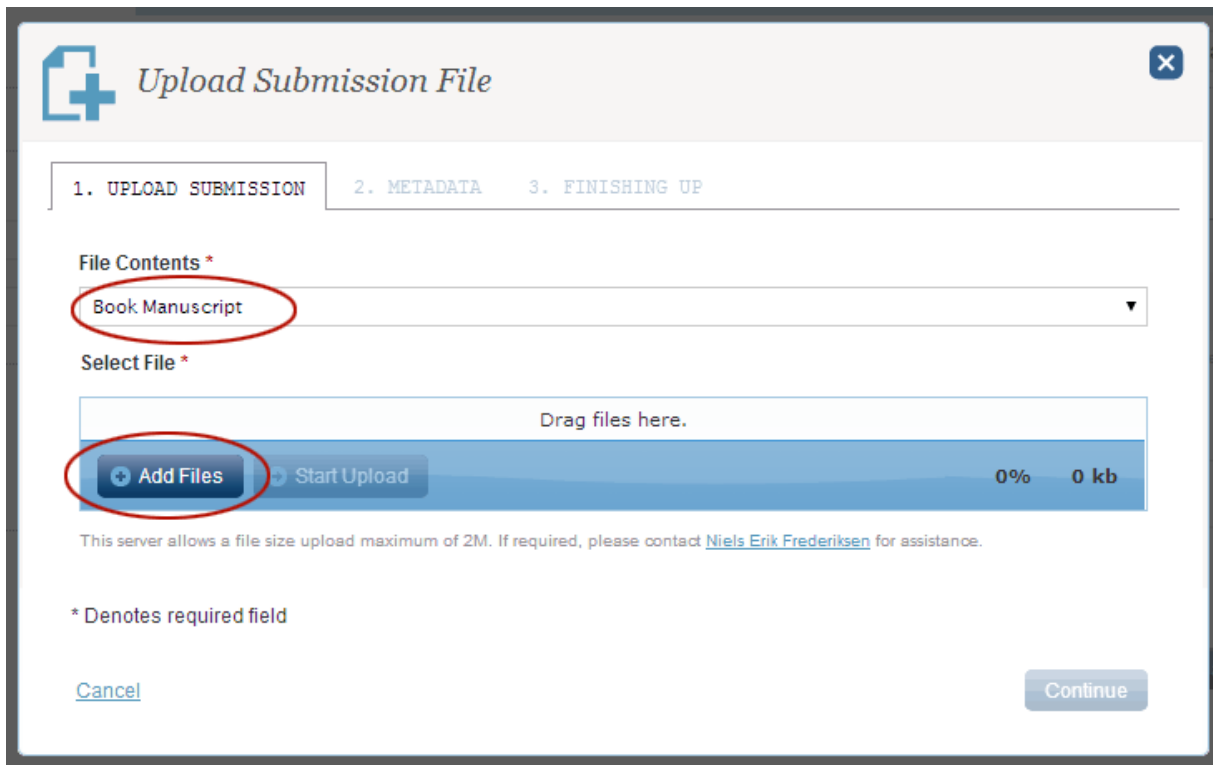 Upload Submission File
1. UPLOAD SUBMISSION 2. METADATA 3. FINISHING UP
File Contents *
Book Manuscript
Select File *
Drag files here.
Add Files Start Upload 0% 0 kb
This server allows a file size upload maximum of 2M. If required, please contact Niels Erik Frederiksen for assistance.
* Denotes required field
Cancel Continue